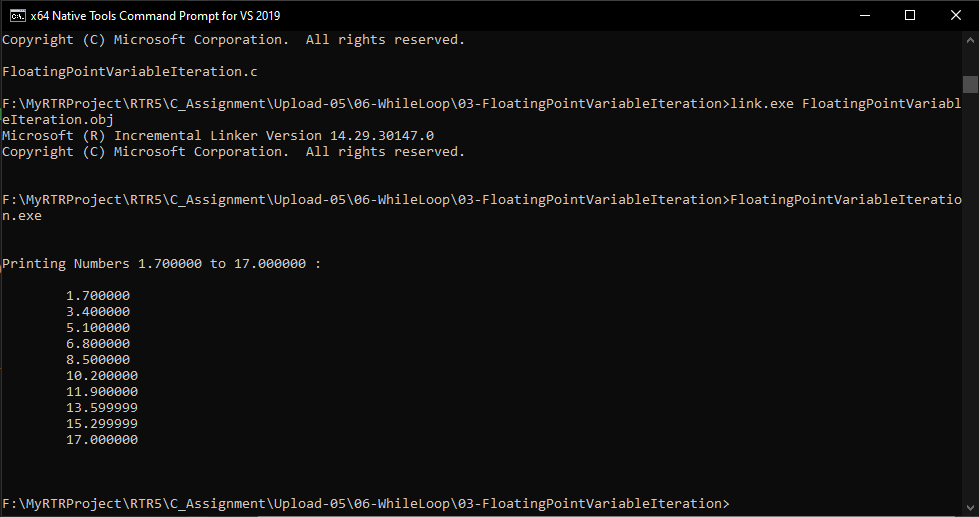 x64 Native Tools Command Prompt for VS 2019
Copyright (C) Microsoft Corporation.  All rights reserved.
FloatingPointVariableIteration.c
F:\MyRTRProject\RTR5\C_Assignment\Upload-05\06-WhileLoop\03-FloatingPointVariableIteration>link.exe FloatingPointVariabl
eIteration.obj
Microsoft (R) Incremental Linker Version 14.29.30147.0
Copyright (C) Microsoft Corporation.  All rights reserved.
F:\MyRTRProject\RTR5\C_Assignment\Upload-05\06-WhileLoop\03-FloatingPointVariableIteration>FloatingPointVariableIteratio
n.exe
Printing Numbers 1.700000 to 17.000000 :
1.700000
3.400000
5.100000
6.800000
8.500000
10.200000
11.900000
13.599999
15.299999
17.000000
F:\MyRTRProject\RTR5\C_Assignment\Upload-05\06-WhileLoop\03-FloatingPointVariableIteration>